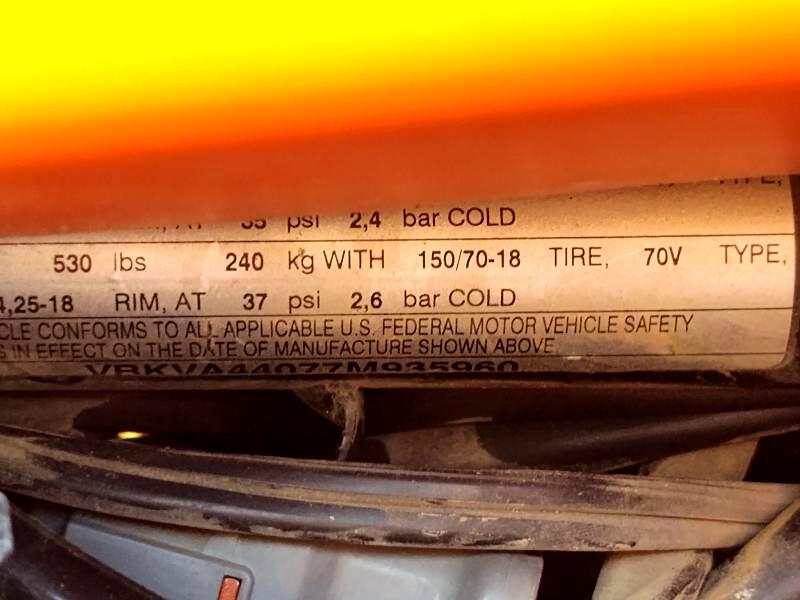 35 psi 2,4 bar COLD
530 lbs 240 kg WITH 150/70-18 TIRE, 70V TYPE,
4,25-18 RIM, AT 37 psi 2,6 bar COLD
CLE CONFORMS TO ALL APPLICABLE U.S. FEDERAL MOTOR VEHICLE SAFETY
S IN EFFECT ON THE DATE OF MANUFACTURE SHOWN ABOVE